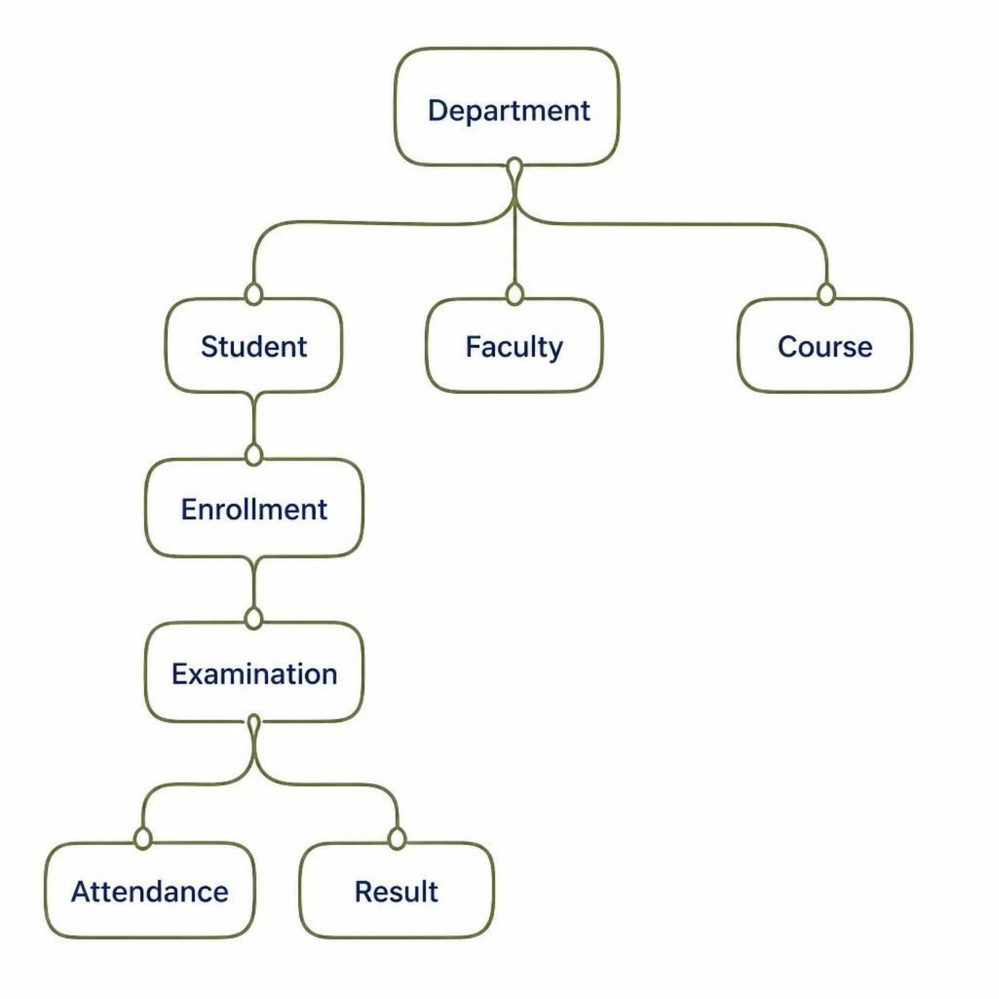 Department
Student
Faculty
Course
Enrollment
Examination
Attendance
Result